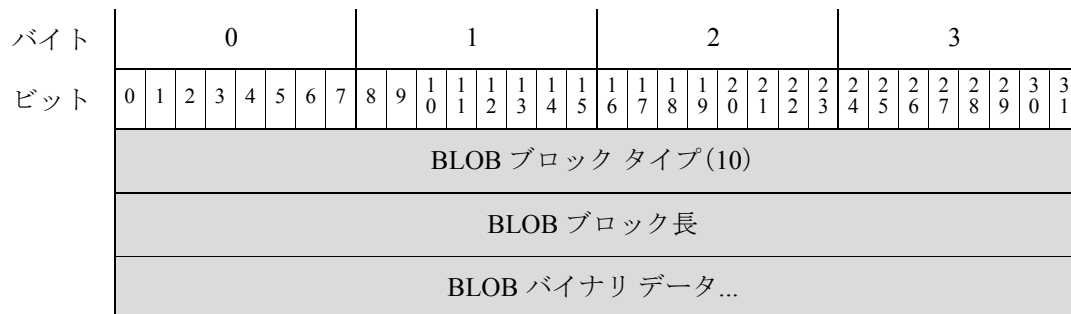 バイト 0 1 2 3
ビット 0 1 2 3 4 5 6 7 8 9 10 11 12 13 14 15 16 17 18 19 20 21 22 23 24 25 26 27 28 29 30 31
BLOB ブロック タイプ(10)
BLOB ブロック長
BLOB バイナリ データ...